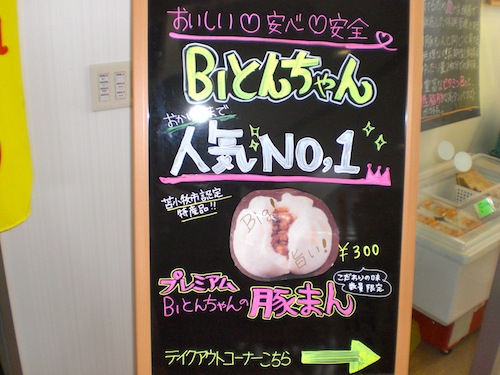 おいしい♡安心♡安全
B1とんちゃん
おかげさまで
人気NO,1
苫小牧市認定
特産品!!
Big!
旨い!
¥300
こだわりの味
数量限定
プレミアム
B1とんちゃんの豚まん
テイクアウトコーナーこちら